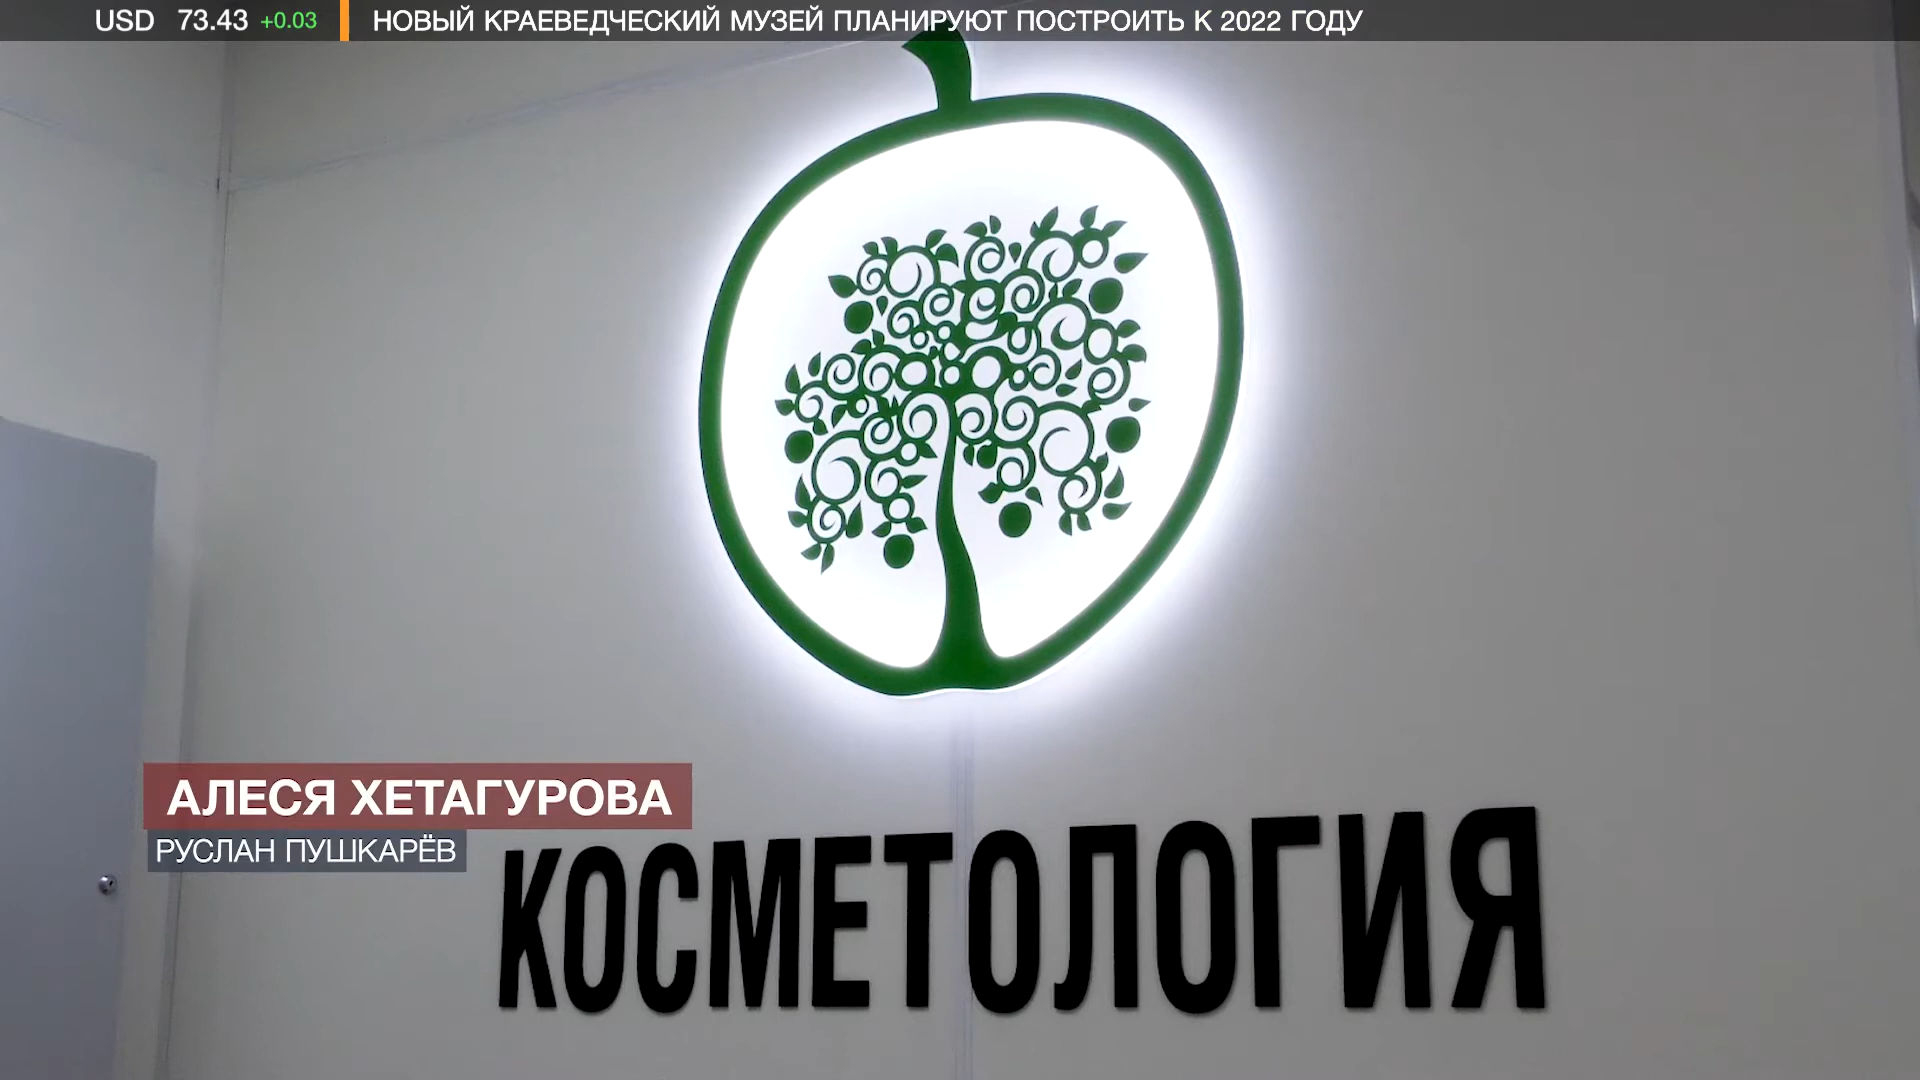 USD 73.43 +0.03 НОВЫЙ КРАЕВЕДЧЕСКИЙ МУЗЕЙ ПЛАНИРУЮТ ПОСТРОИТЬ К 2022 ГОДУ
АЛЕСЯ ХЕТАГУРОВА
РУСЛАН ПУШКАРЁВ
КОСМЕТОЛОГИЯ